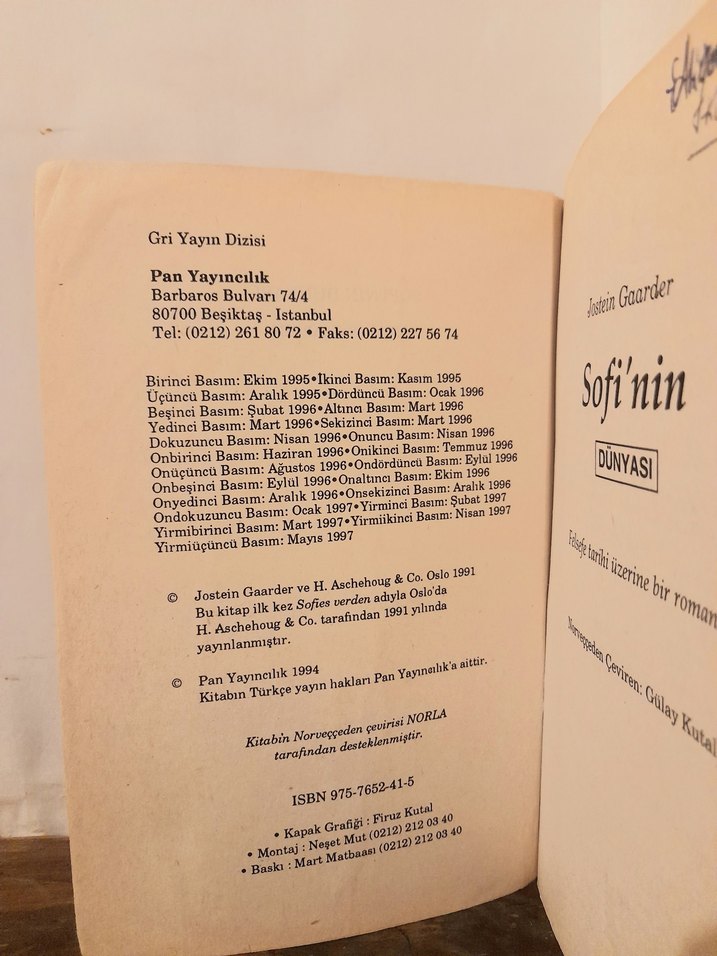 Gri Yayın Dizisi
Pan Yayıncılık
Barbaros Bulvarı 74/4
80700 Beşiktaş - Istanbul
Tel: (0212) 261 80 72 • Faks: (0212) 227 56 74
Birinci Basım: Ekim 1995•İkinci Basım: Kasım 1995
Üçüncü Basım: Aralık 1995•Dördüncü Basım: Ocak 1996
Beşinci Basım: Şubat 1996•Altıncı Basım: Mart 1996
Yedinci Basım: Mart 1996•Sekizinci Basım: Mart 1996
Dokuzuncu Basım: Nisan 1996•Onuncu Basım: Nisan 1996
Onbirinci Basım: Haziran 1996•Onikinci Basım: Temmuz 1996
Onüçüncü Basım: Ağustos 1996•Ondördüncü Basım: Eylül 1996
Onbeşinci Basım: Eylül 1996•Onaltıncı Basım: Ekim 1996
Onyedinci Basım: Aralık 1996•Onsekizinci Basım: Aralık 1996
Ondokuzuncu Basım: Ocak 1997•Yirminci Basım: Şubat 1997
Yirmibirinci Basım: Mart 1997•Yirmiikinci Basım: Nisan 1997
Yirmiüçüncü Basım: Mayıs 1997
© Jostein Gaarder ve H. Aschehoug & Co. Oslo 1991
Bu kitap ilk kez Sofies verden adıyla Oslo'da
H. Aschehoug & Co. tarafından 1991 yılında
yayınlanmıştır.
© Pan Yayıncılık 1994
Kitabın Türkçe yayın hakları Pan Yayıncılık'a aittir.
Kitabin Norveççeden çevirisi NORLA
tarafından desteklenmiştir.
ISBN 975-7652-41-5
• Kapak Grafiği : Firuz Kutal
• Montaj : Neşet Mut (0212) 212 03 40
• Baskı : Mart Matbaası (0212) 212 03 40
Jostein Gaarder
Sofi'nin
DÜNYASI
Felsefe tarihi üzerine bir roman
Norveççeden Çeviren: Gülay Kutal